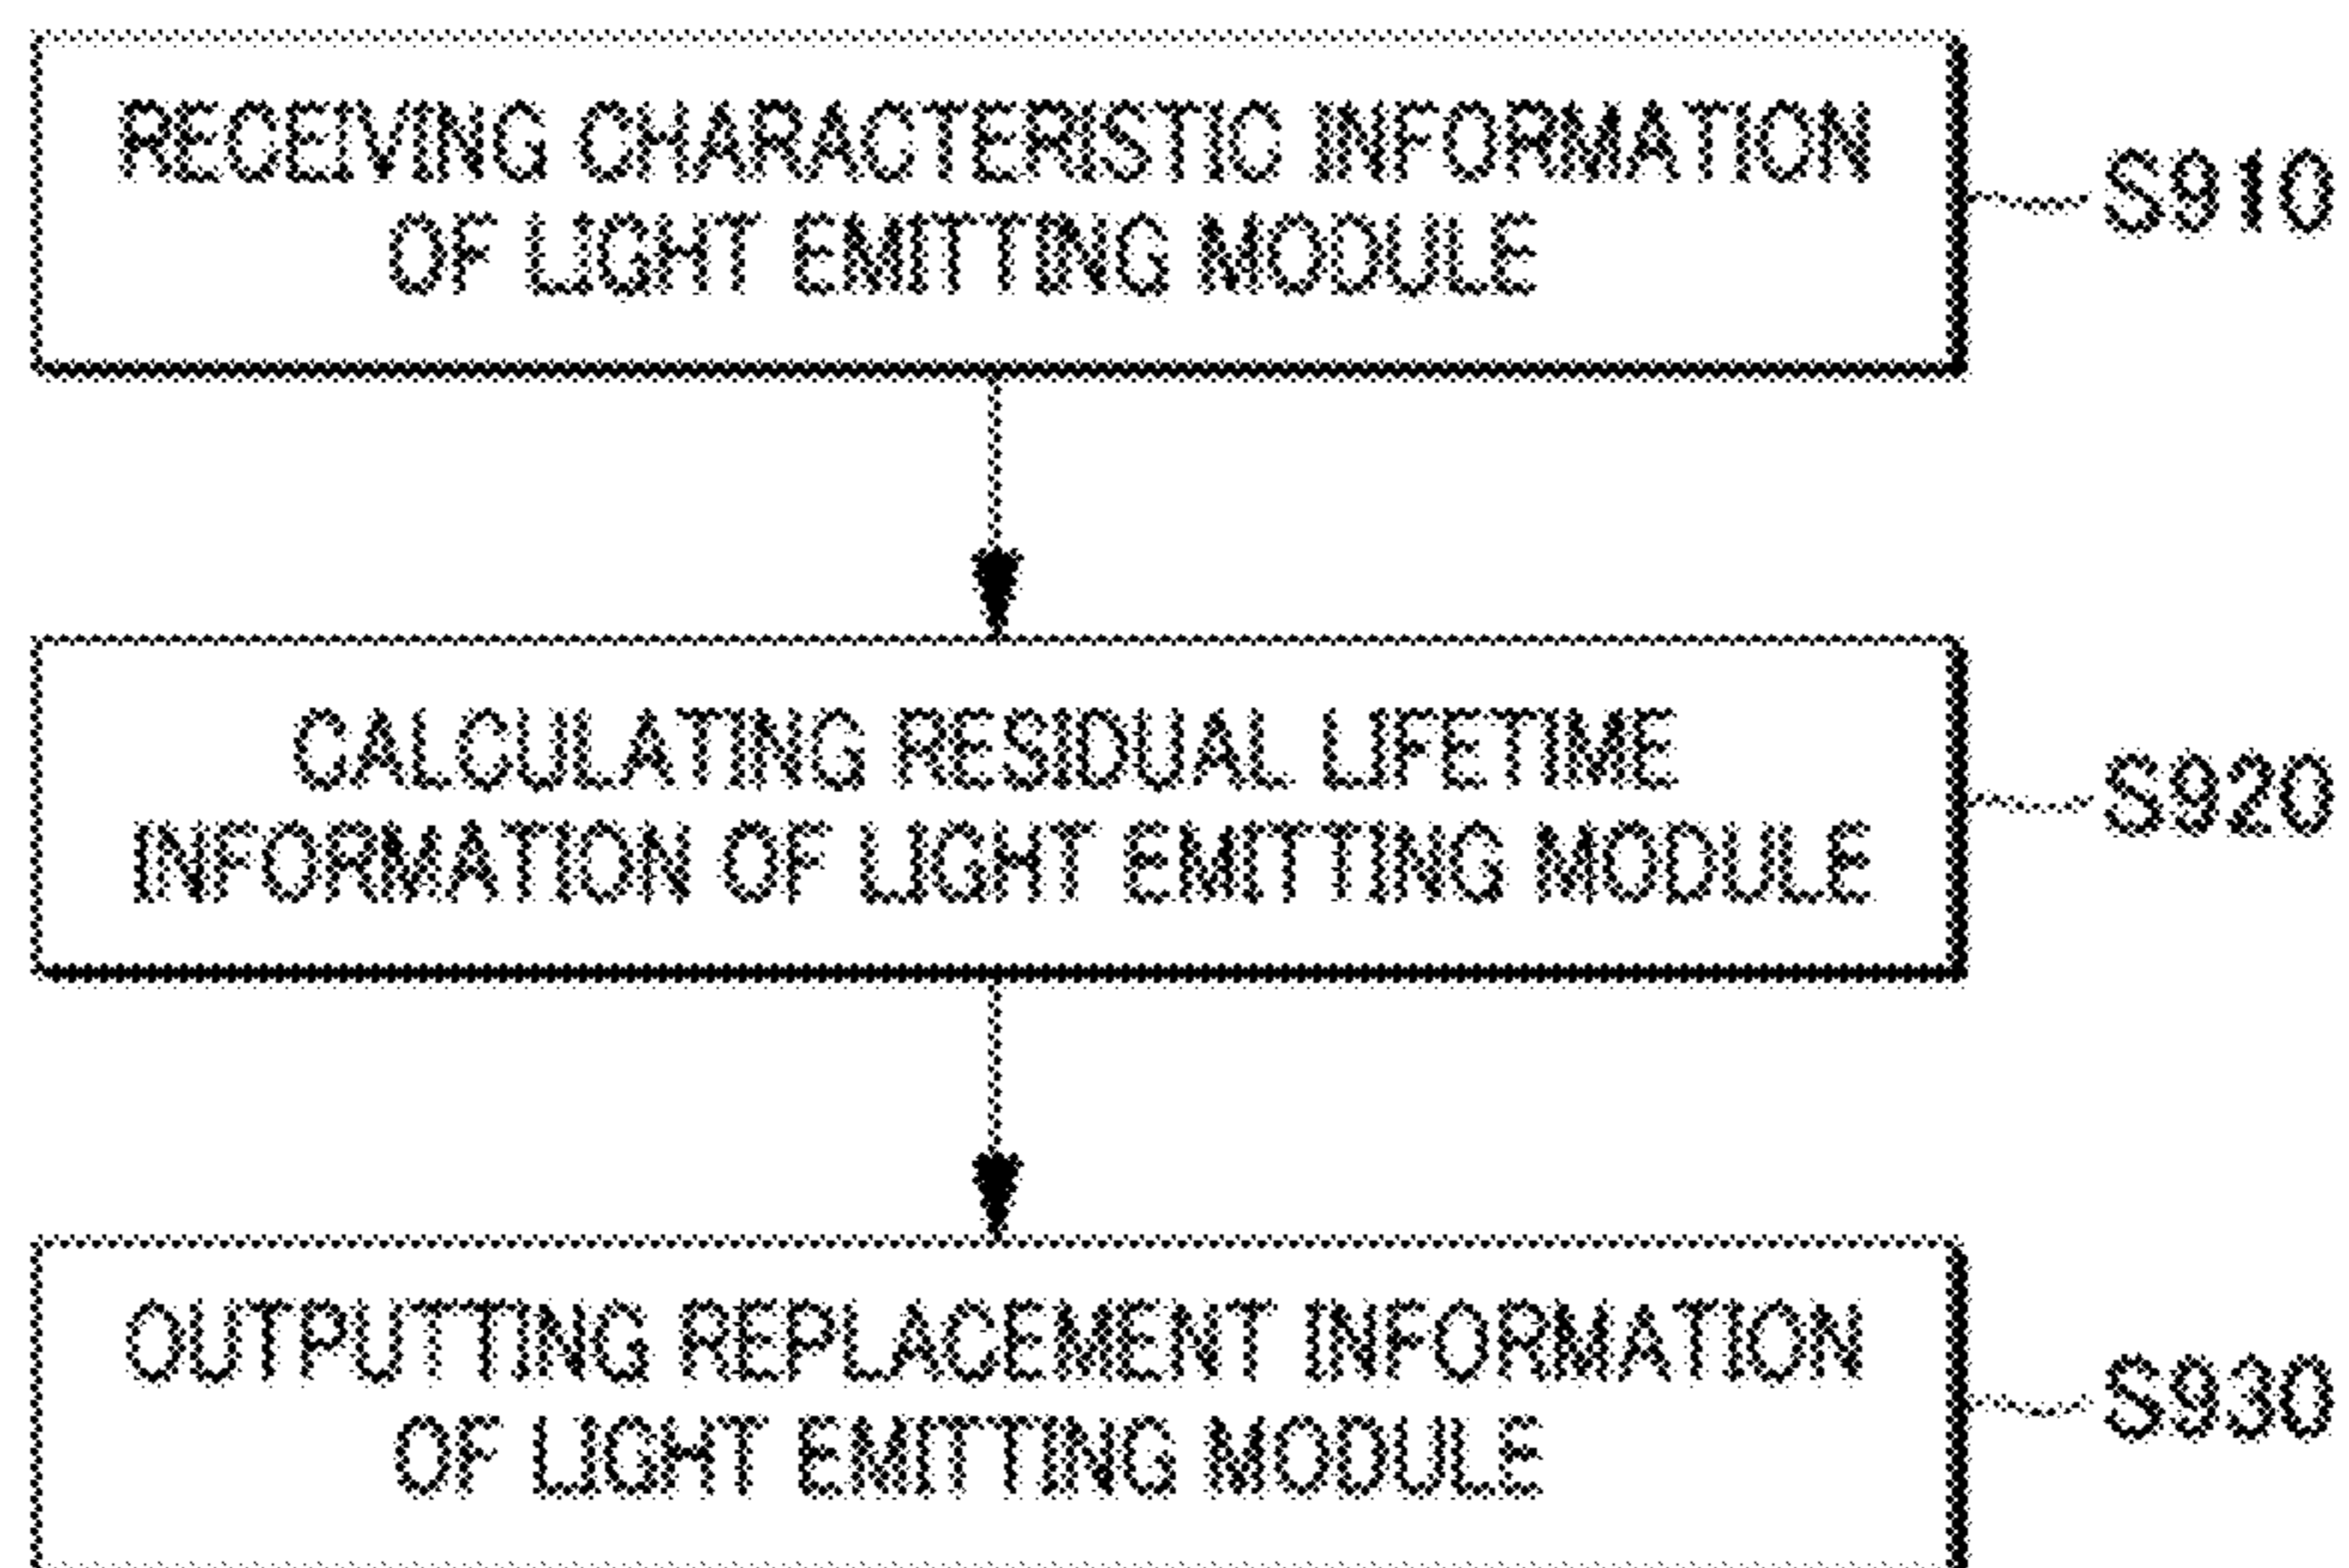 RECEIVING CHARACTERISTIC INFORMATION
OF LIGHT EMITTING MODULE
S910
CALCULATING RESIDUAL LIFETIME
INFORMATION OF LIGHT EMITTING MODULE
S920
OUTPUTTING REPLACEMENT INFORMATION
OF LIGHT EMITTING MODULE
S930